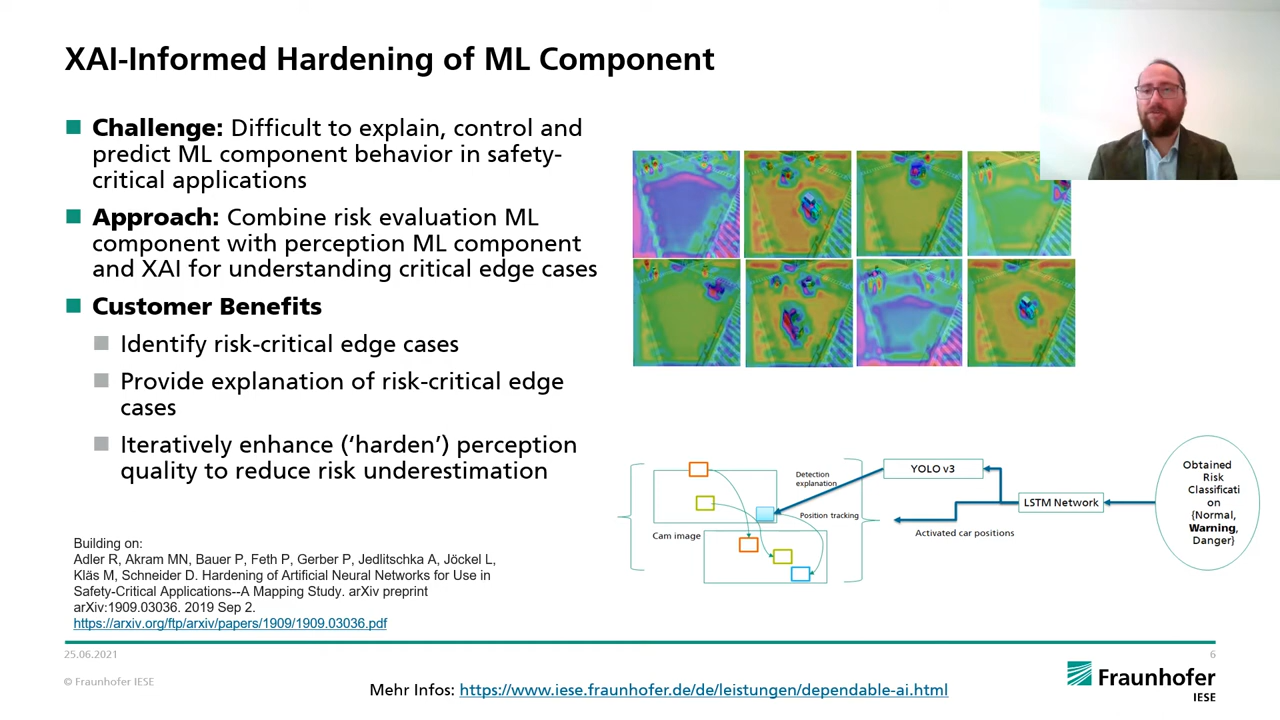 XAI-Informed Hardening of ML Component
Challenge: Difficult to explain, control and
predict ML component behavior in safety-
critical applications
Approach: Combine risk evaluation ML
component with perception ML component
and XAI for understanding critical edge cases
Customer Benefits
Identify risk-critical edge cases
Provide explanation of risk-critical edge
cases
Iteratively enhance (‘harden’) perception
quality to reduce risk underestimation
Building on:
Adler R, Akram MN, Bauer P, Feth P, Gerber P, Jedlitschka A, Jöckel L,
Kläs M, Schneider D. Hardening of Artificial Neural Networks for Use in
Safety-Critical Applications--A Mapping Study. arXiv preprint
arXiv:1909.03036. 2019 Sep 2.
https://arxiv.org/ftp/arxiv/papers/1909/1909.03036.pdf
Detection
explanation
Position tracking
Cam image
YOLO v3
LSTM Network
Activated car positions
Obtained
Risk
Classificati
on
{Normal,
Warning,
Danger}
25.06.2021
6
© Fraunhofer IESE
Mehr Infos: https://www.iese.fraunhofer.de/de/leistungen/dependable-ai.html
Fraunhofer
IESE